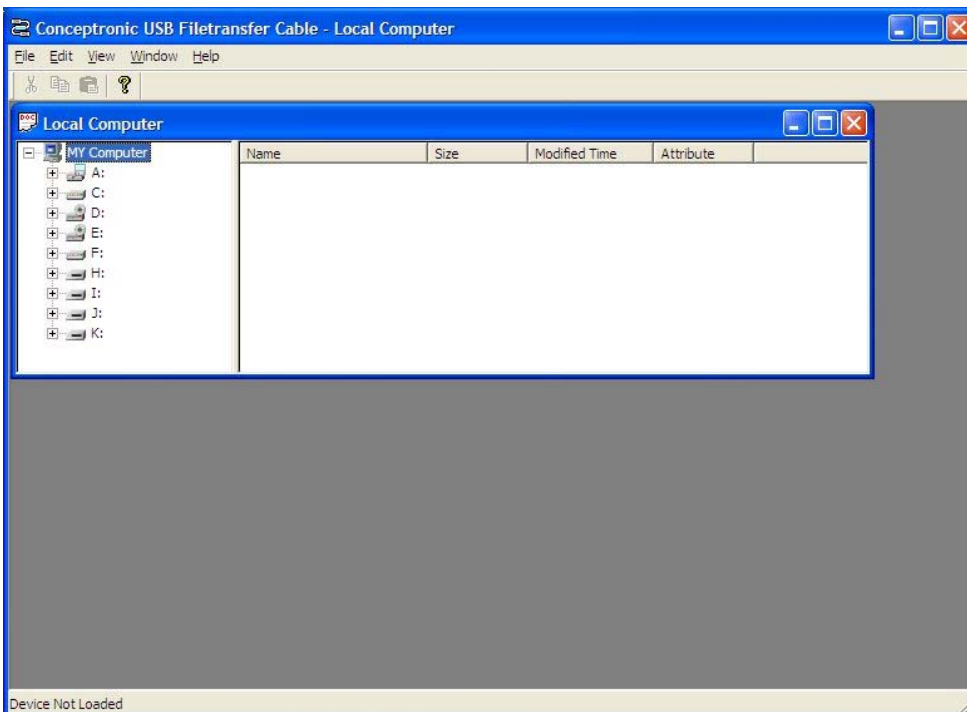 Conceptronic USB Filetransfer Cable - Local Computer
File Edit View Window Help
Local Computer
MY Computer
Name Size Modified Time Attribute
A:
C:
D:
E:
F:
H:
I:
J:
K:
Device Not Loaded